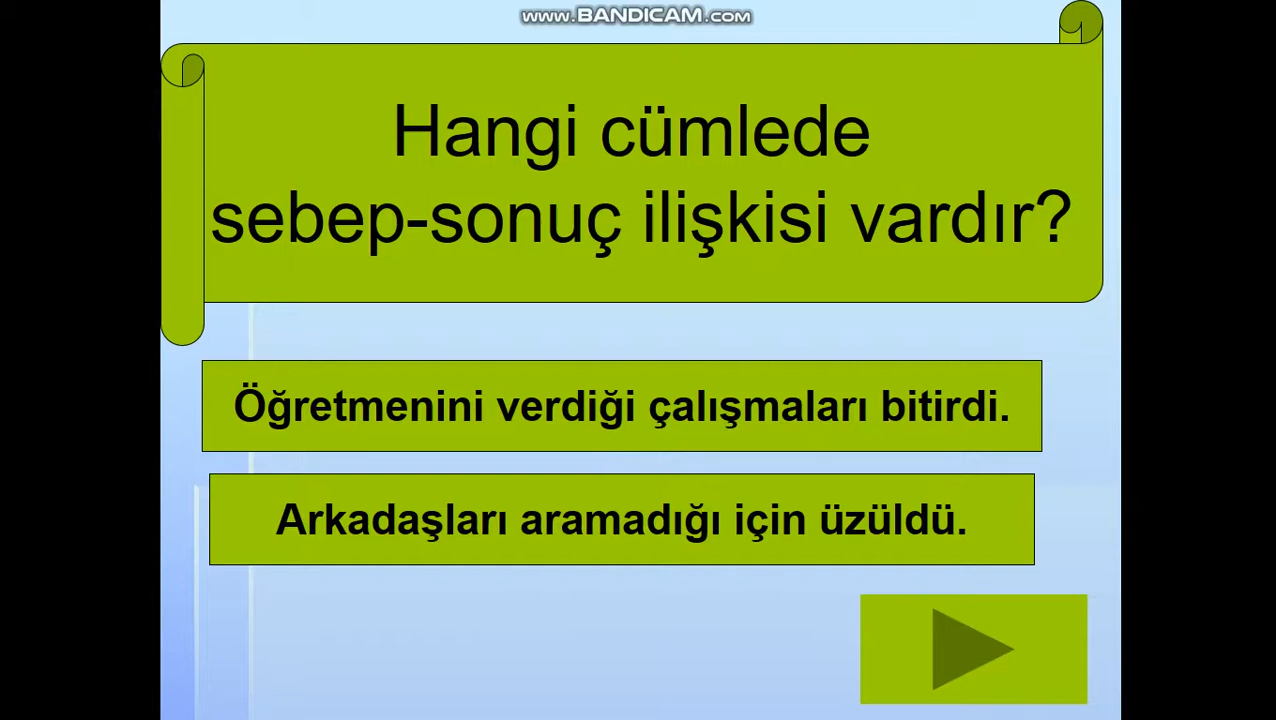 www.BANDICAM.com
Hangi cümlede
sebep-sonuç ilişkisi vardır?
Öğretmenini verdiği çalışmaları bitirdi.
Arkadaşları aramadığı için üzüldü.